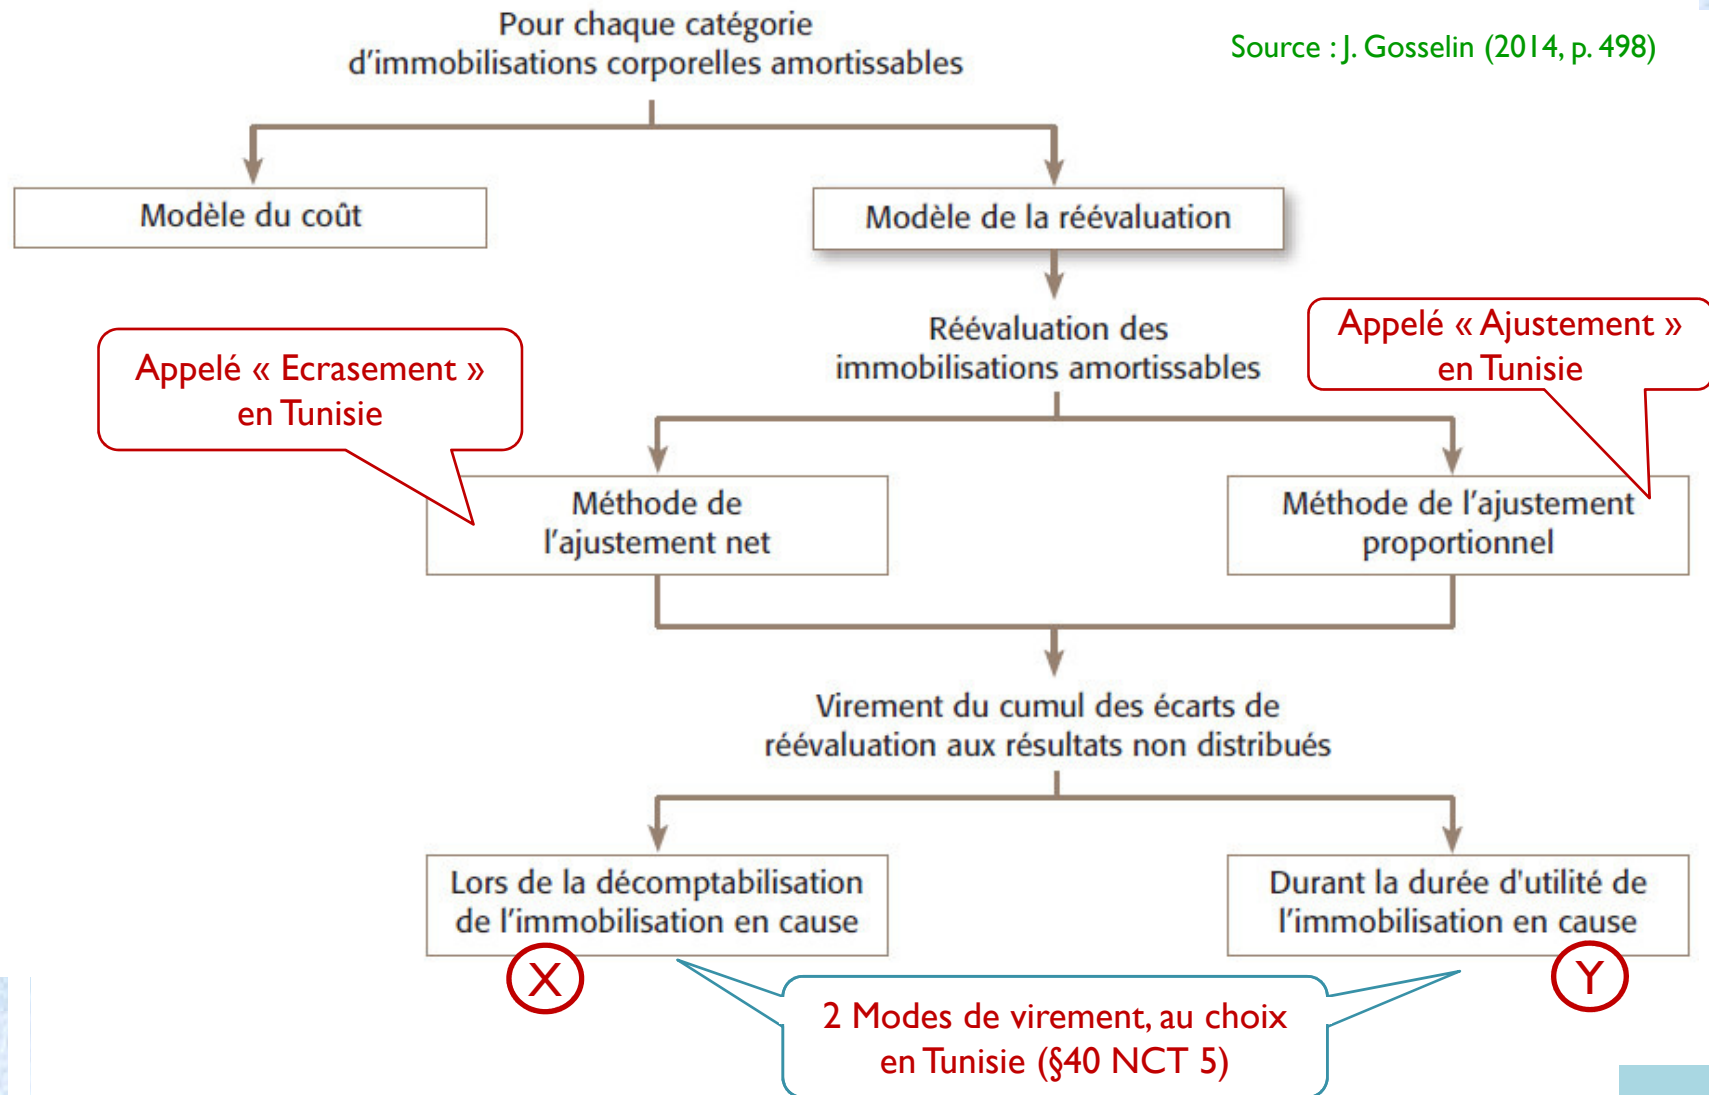 Pour chaque catégorie
d'immobilisations corporelles amortissables
Source : J. Gosselin (2014, p. 498)
Modèle du coût
Modèle de la réévaluation
Réévaluation des
immobilisations amortissables
Appelé « Ecrasement »
en Tunisie
Appelé « Ajustement »
en Tunisie
Méthode de
l'ajustement net
Méthode de l'ajustement
proportionnel
Virement du cumul des écarts de
réévaluation aux résultats non distribués
Lors de la décomptabilisation
de l'immobilisation en cause
Durant la durée d'utilité de
l'immobilisation en cause
X
Y
2 Modes de virement, au choix
en Tunisie (§40 NCT 5)